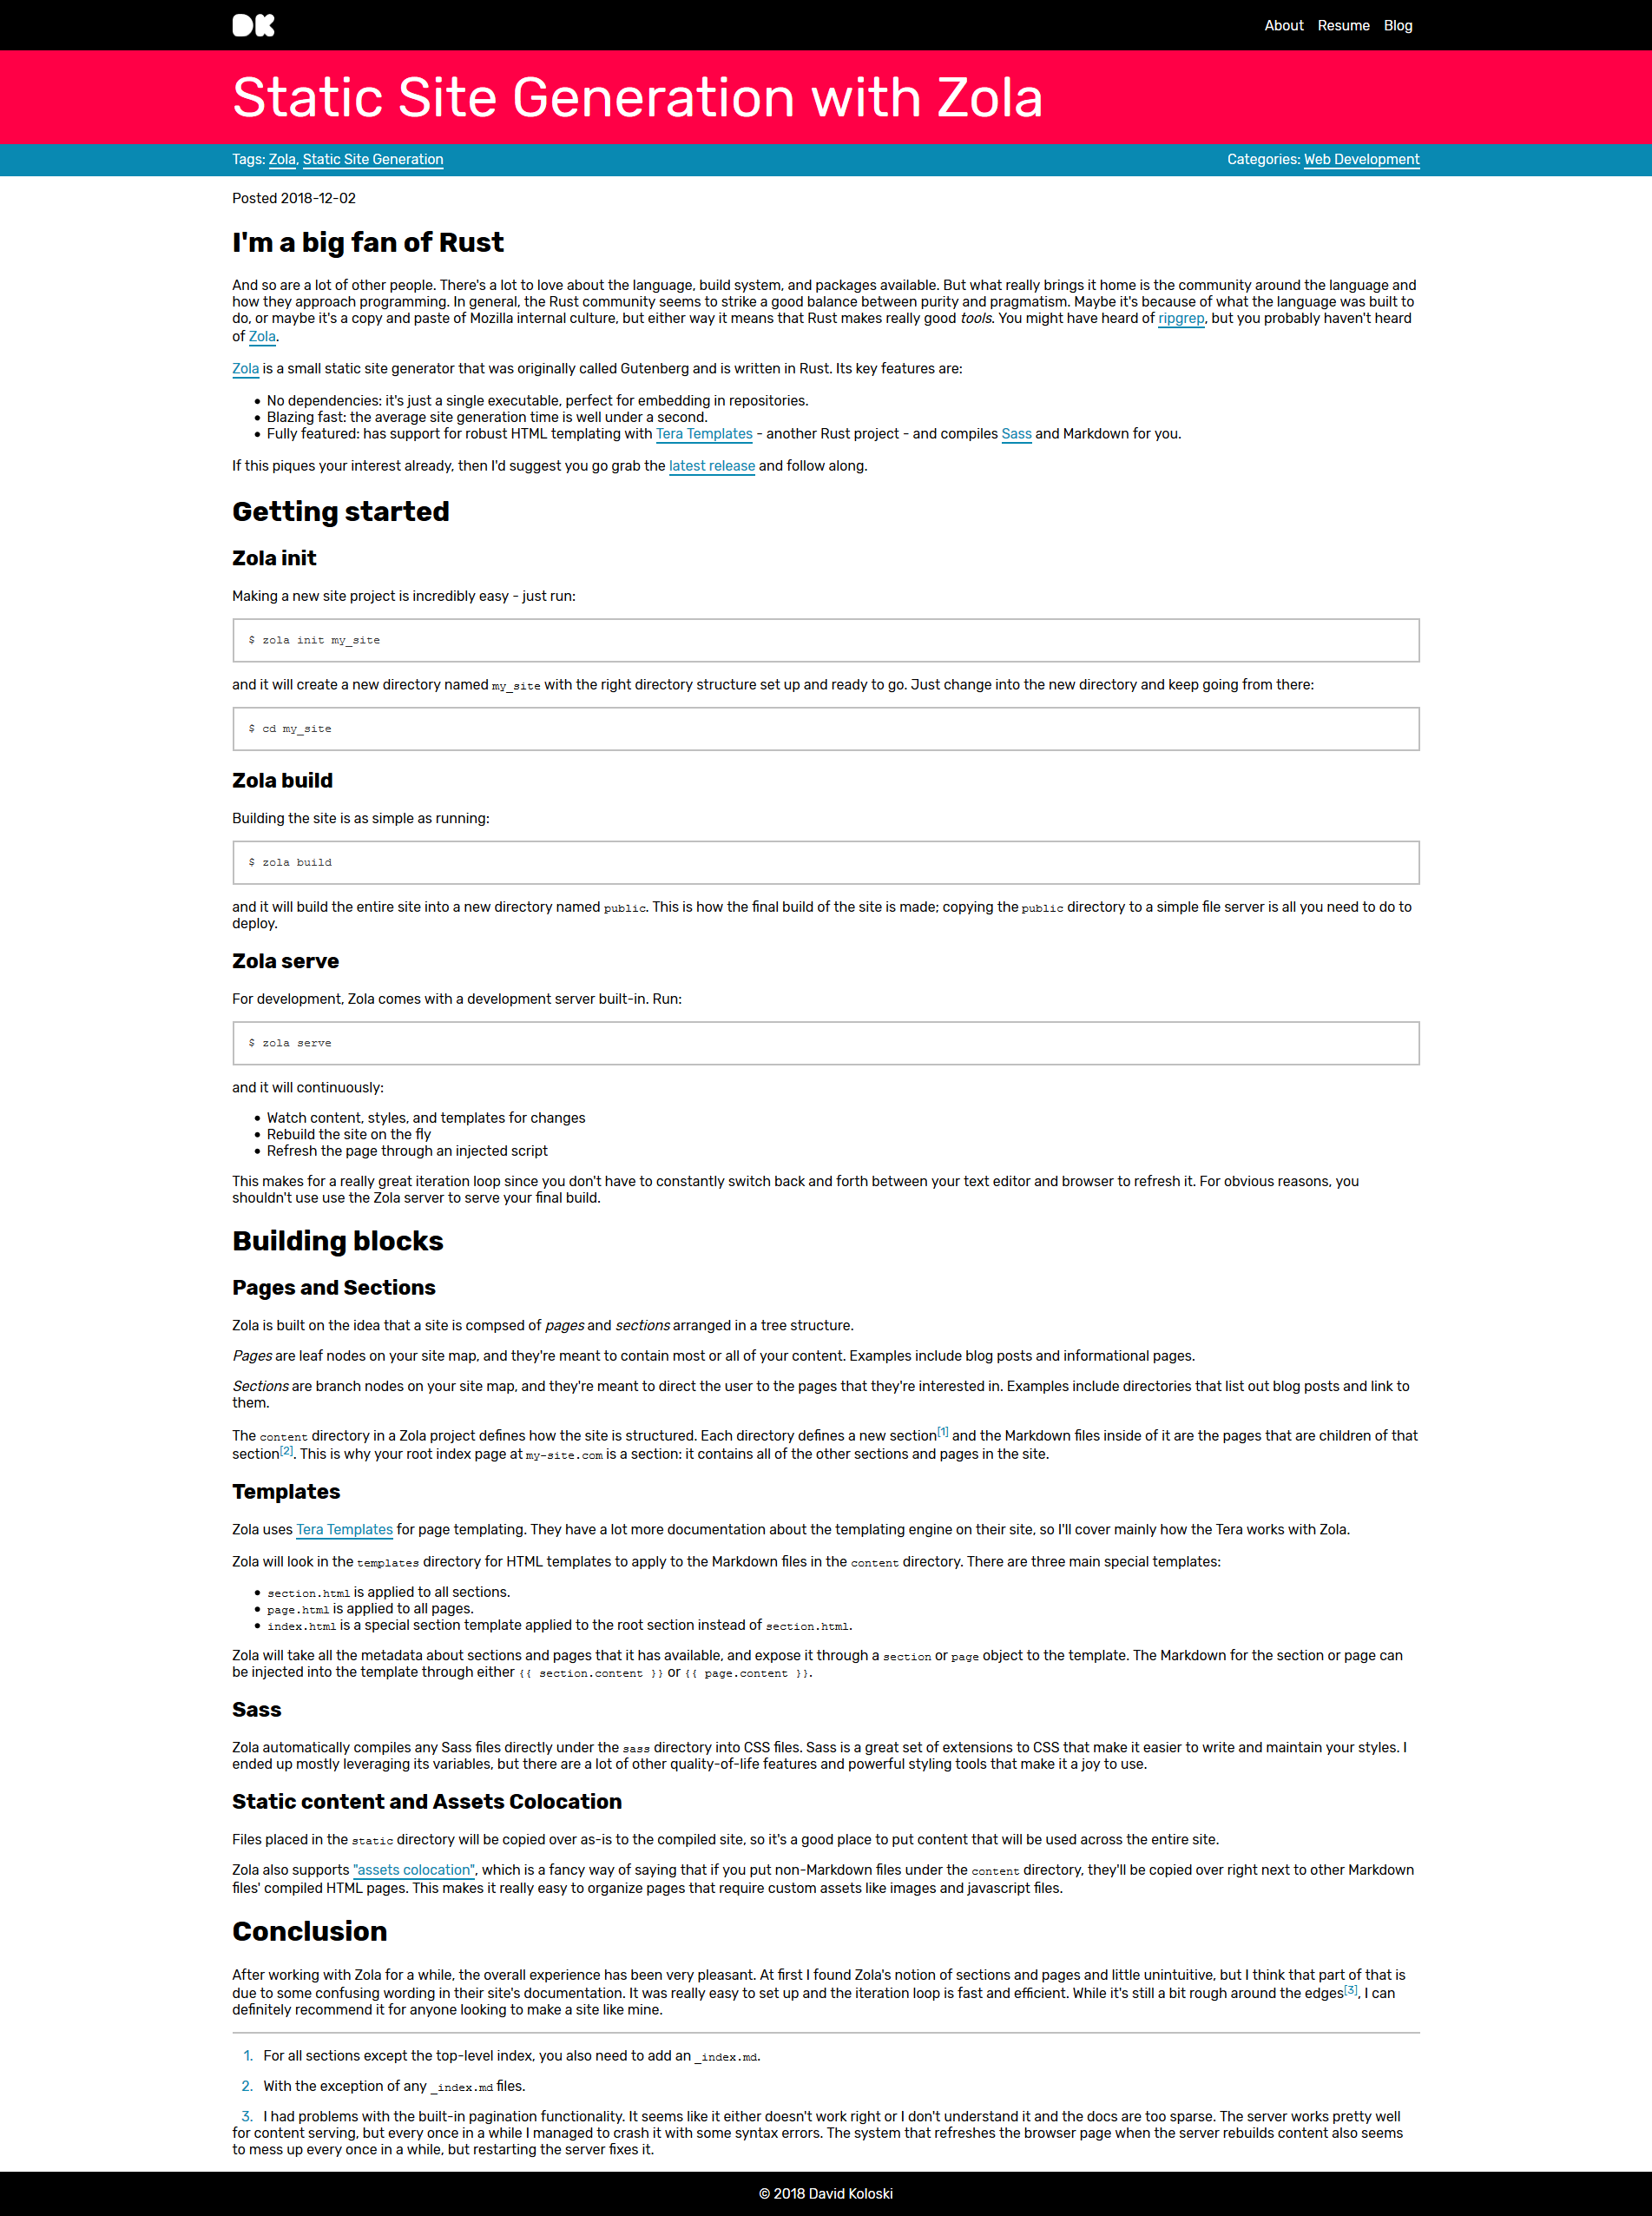 DK
About Resume Blog
Static Site Generation with Zola
Tags: Zola, Static Site Generation
Categories: Web Development
Posted 2018-12-02
I'm a big fan of Rust
And so are a lot of other people. There's a lot to love about the language, build system, and packages available. But what really brings it home is the community around the language and
how they approach programming. In general, the Rust community seems to strike a good balance between purity and pragmatism. Maybe it's because of what the language was built to
do, or maybe it's a copy and paste of Mozilla internal culture, but either way it means that Rust makes really good tools. You might have heard of ripgrep, but you probably haven't heard
of Zola.
Zola is a small static site generator that was originally called Gutenberg and is written in Rust. Its key features are:
• No dependencies: it's just a single executable, perfect for embedding in repositories.
• Blazing fast: the average site generation time is well under a second.
• Fully featured: has support for robust HTML templating with Tera Templates - another Rust project - and compiles Sass and Markdown for you.
If this piques your interest already, then I'd suggest you go grab the latest release and follow along.
Getting started
Zola init
Making a new site project is incredibly easy - just run:
$ zola init my_site
and it will create a new directory named my_site with the right directory structure set up and ready to go. Just change into the new directory and keep going from there:
$ cd my_site
Zola build
Building the site is as simple as running:
$ zola build
and it will build the entire site into a new directory named public. This is how the final build of the site is made; copying the public directory to a simple file server is all you need to do to
deploy.
Zola serve
For development, Zola comes with a development server built-in. Run:
$ zola serve
and it will continuously:
• Watch content, styles, and templates for changes
• Rebuild the site on the fly
• Refresh the page through an injected script
This makes for a really great iteration loop since you don't have to constantly switch back and forth between your text editor and browser to refresh it. For obvious reasons, you
shouldn't use use the Zola server to serve your final build.
Building blocks
Pages and Sections
Zola is built on the idea that a site is compsed of pages and sections arranged in a tree structure.
Pages are leaf nodes on your site map, and they're meant to contain most or all of your content. Examples include blog posts and informational pages.
Sections are branch nodes on your site map, and they're meant to direct the user to the pages that they're interested in. Examples include directories that list out blog posts and link to
them.
The content directory in a Zola project defines how the site is structured. Each directory defines a new section[1] and the Markdown files inside of it are the pages that are children of that
section[2]. This is why your root index page at my-site.com is a section: it contains all of the other sections and pages in the site.
Templates
Zola uses Tera Templates for page templating. They have a lot more documentation about the templating engine on their site, so I'll cover mainly how the Tera works with Zola.
Zola will look in the templates directory for HTML templates to apply to the Markdown files in the content directory. There are three main special templates:
• section.html is applied to all sections.
• page.html is applied to all pages.
• index.html is a special section template applied to the root section instead of section.html.
Zola will take all the metadata about sections and pages that it has available, and expose it through a section or page object to the template. The Markdown for the section or page can
be injected into the template through either {{ section.content }} or {{ page.content }}.
Sass
Zola automatically compiles any Sass files directly under the sass directory into CSS files. Sass is a great set of extensions to CSS that make it easier to write and maintain your styles. I
ended up mostly leveraging its variables, but there are a lot of other quality-of-life features and powerful styling tools that make it a joy to use.
Static content and Assets Colocation
Files placed in the static directory will be copied over as-is to the compiled site, so it's a good place to put content that will be used across the entire site.
Zola also supports "assets colocation", which is a fancy way of saying that if you put non-Markdown files under the content directory, they'll be copied over right next to other Markdown
files' compiled HTML pages. This makes it really easy to organize pages that require custom assets like images and javascript files.
Conclusion
After working with Zola for a while, the overall experience has been very pleasant. At first I found Zola's notion of sections and pages and little unintuitive, but I think that part of that is
due to some confusing wording in their site's documentation. It was really easy to set up and the iteration loop is fast and efficient. While it's still a bit rough around the edges[3], I can
definitely recommend it for anyone looking to make a site like mine.
1. For all sections except the top-level index, you also need to add an _index.md.
2. With the exception of any _index.md files.
3. I had problems with the built-in pagination functionality. It seems like it either doesn't work right or I don't understand it and the docs are too sparse. The server works pretty well
for content serving, but every once in a while I managed to crash it with some syntax errors. The system that refreshes the browser page when the server rebuilds content also seems
to mess up every once in a while, but restarting the server fixes it.
© 2018 David Koloski